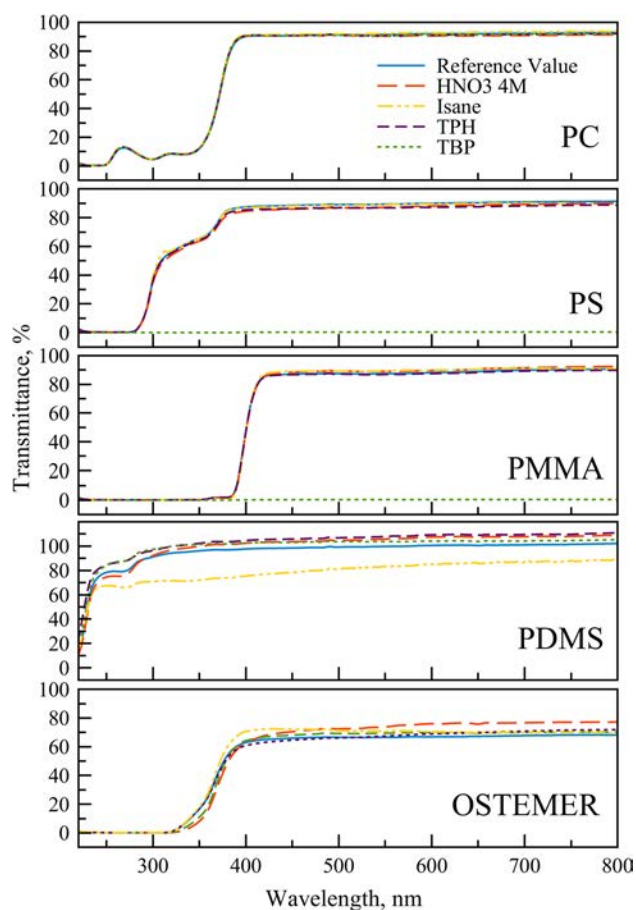 100
80
60
40
20
0
Reference Value
HNO3 4M
Isane
TPH
TBP
PC
100
80
60
40
20
0
PS
Transmittance, %
100
80
60
40
20
0
PMMA
100
80
60
40
20
0
PDMS
100
80
60
40
20
0
OSTEMER
300 400 500 600 700 800
Wavelength, nm